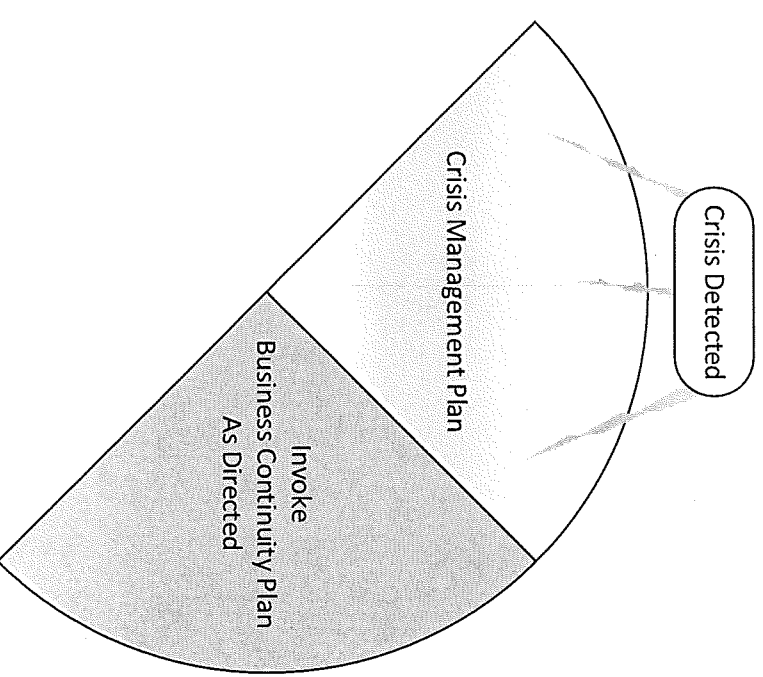 Crisis Detected
Crisis Management Plan
Invoke
Business Continuity Plan
As Directed